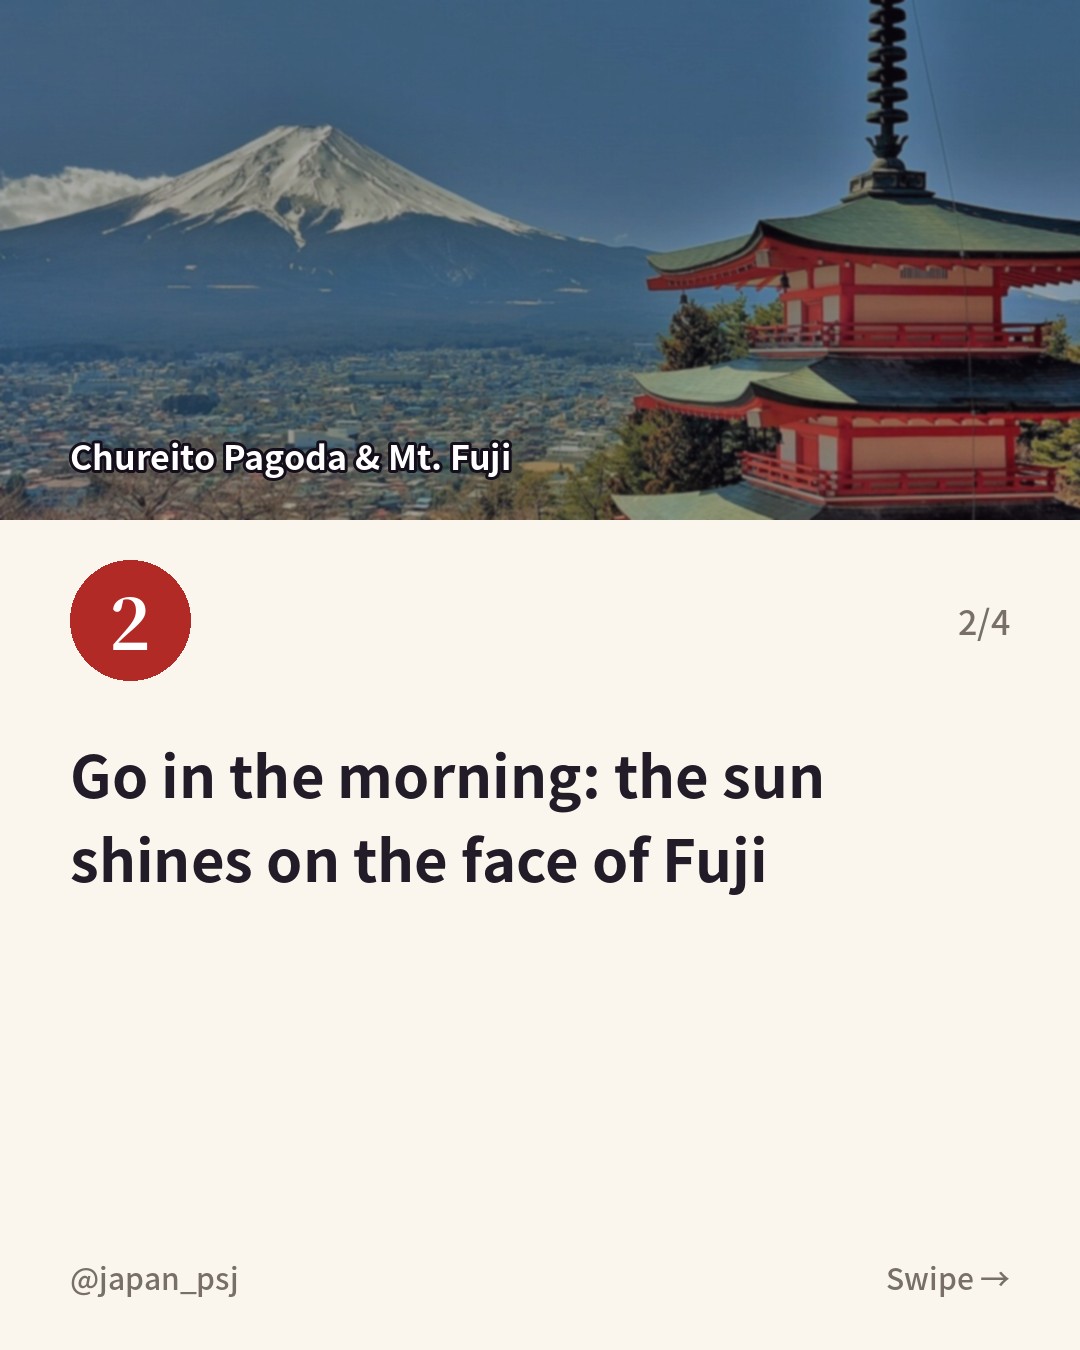 Chureito Pagoda & Mt. Fuji
2
2/4
Go in the morning: the sun
shines on the face of Fuji
@japan_psj
Swipe →